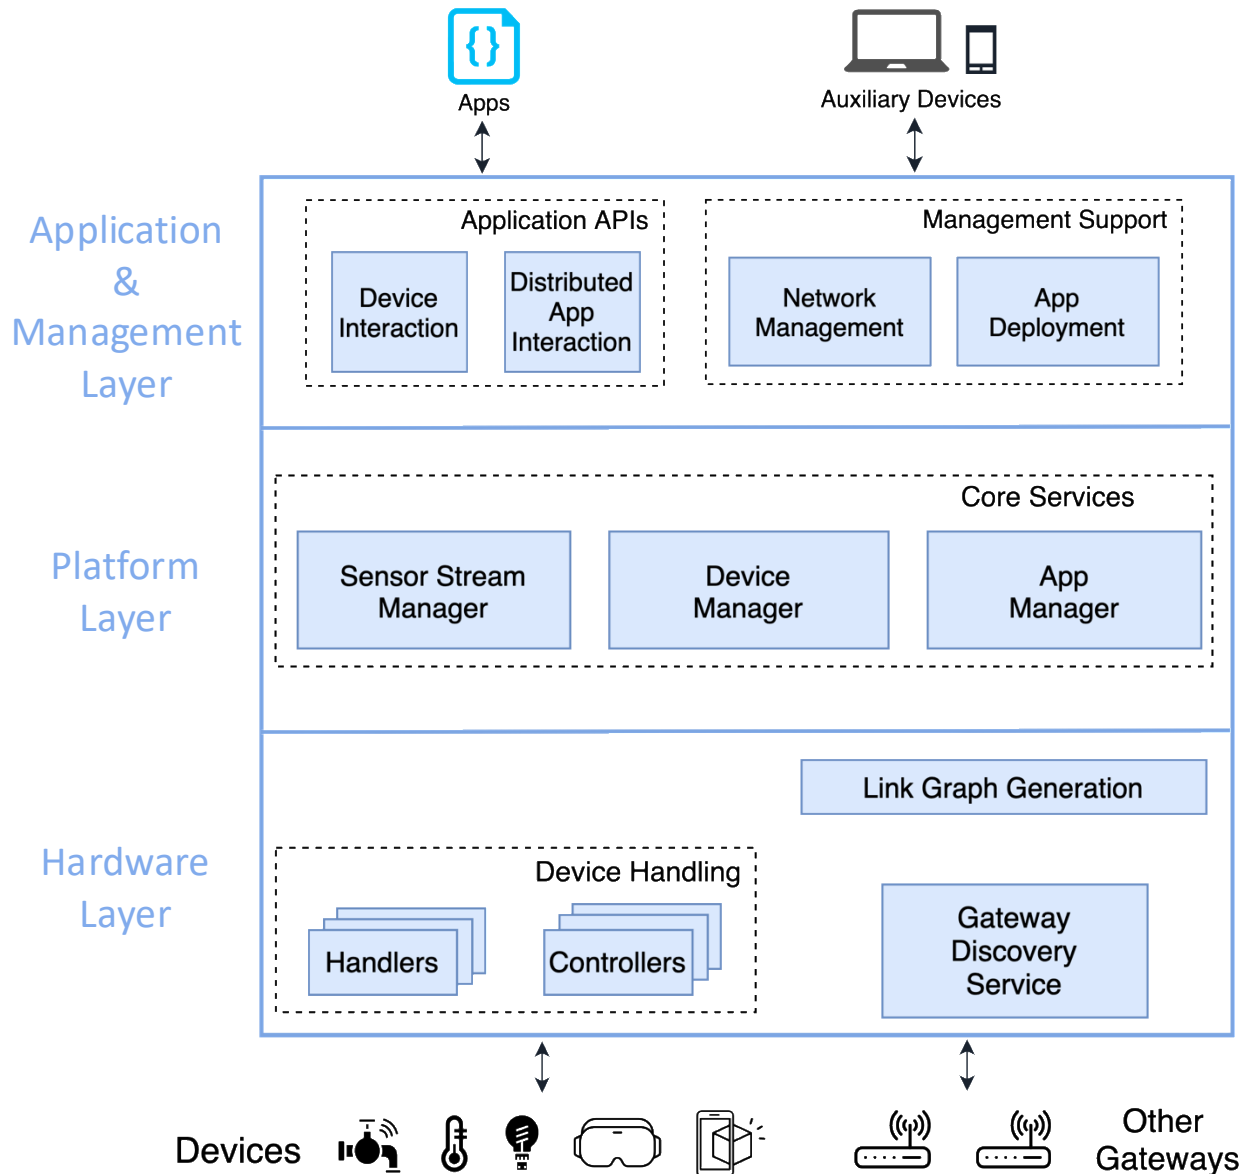 {}
Apps
Auxiliary Devices
Application
&
Management
Layer
Application APIs
Device
Interaction
Distributed
App
Interaction
Management Support
Network
Management
App
Deployment
Platform
Layer
Core Services
Sensor Stream
Manager
Device
Manager
App
Manager
Hardware
Layer
Link Graph Generation
Device Handling
Handlers
Controllers
Gateway
Discovery
Service
Devices
Other
Gateways